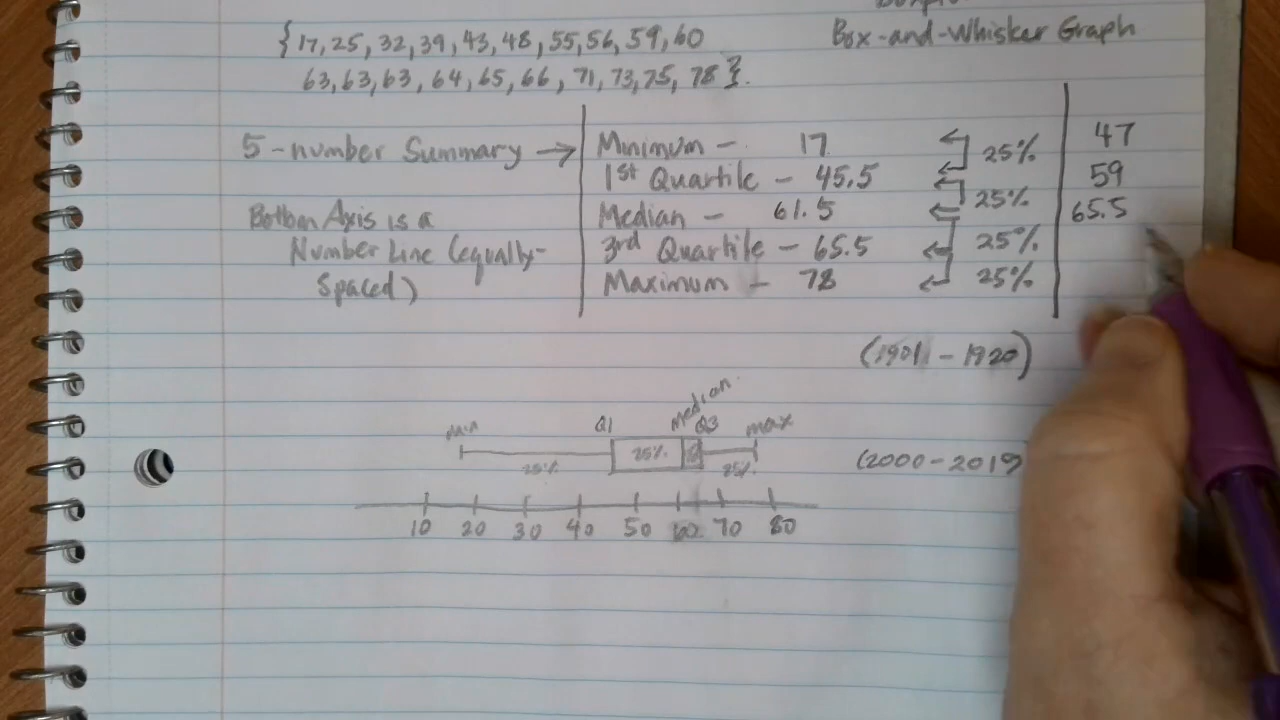 {17, 25, 32, 39, 43, 48, 55, 56, 59, 60
63, 63, 63, 64, 65, 66, 71, 73, 75, 78}.
Box-and-Whisker Graph
5-number Summary →
Bottom Axis is a
Number Line (equally-
Spaced)
Minimum - 17
1st Quartile - 45.5
Median - 61.5
3rd Quartile - 65.5
Maximum - 78
25%
25%
25%
25%
47
59
65.5
(1901 - 1920)
Min Q1 Median Q3 max
25% 25% 25%
(2000-2019
10 20 30 40 50 60 70 80